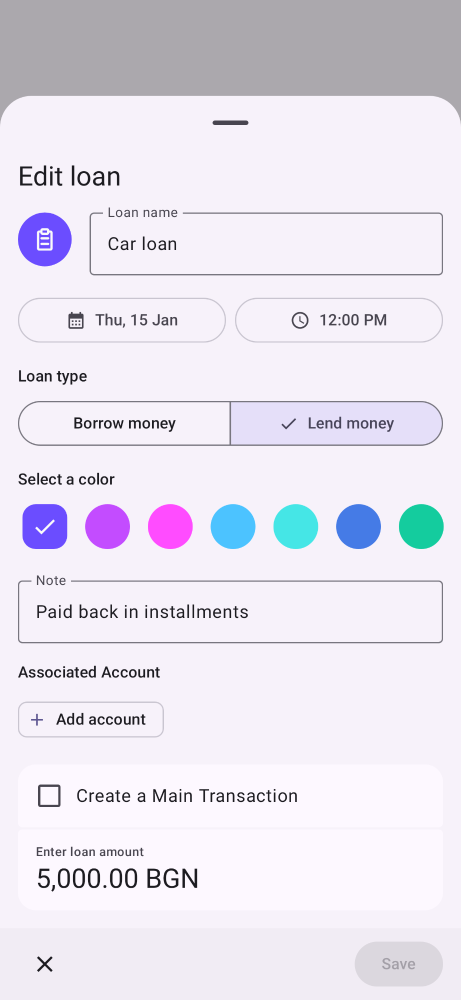 Edit loan
Loan name
Car loan
Thu, 15 Jan
12:00 PM
Loan type
Borrow money
Lend money
Select a color
Note
Paid back in installments
Associated Account
Add account
Create a Main Transaction
Enter loan amount
5,000.00 BGN
Save